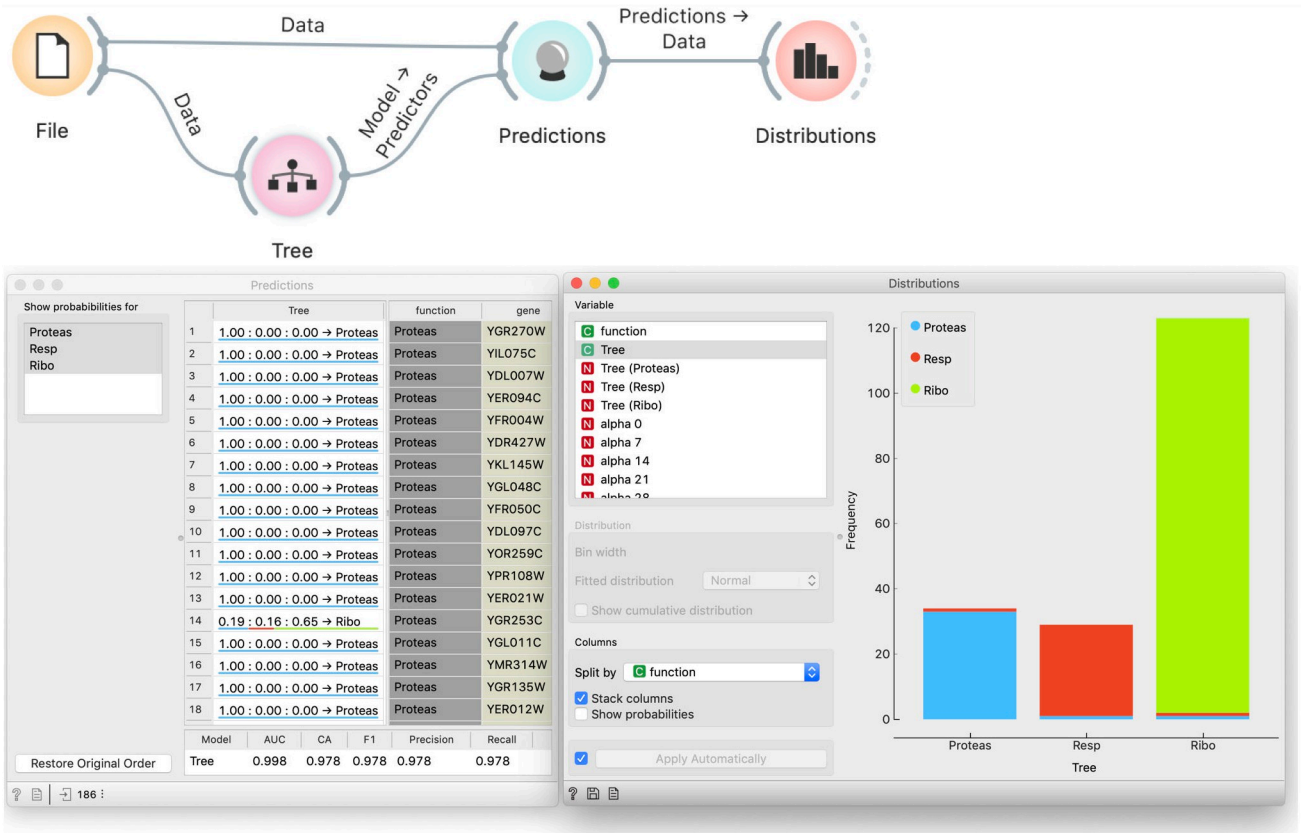 Data
Predictions →
Data
Data
Model →
Predictors
File
Predictions
Distributions
Tree
Predictions
Show probabibilities for
Proteas
Resp
Ribo
Tree function gene
1 1.00 : 0.00 : 0.00 → Proteas Proteas YGR270W
2 1.00 : 0.00 : 0.00 → Proteas Proteas YIL075C
3 1.00 : 0.00 : 0.00 → Proteas Proteas YDL007W
4 1.00 : 0.00 : 0.00 → Proteas Proteas YER094C
5 1.00 : 0.00 : 0.00 → Proteas Proteas YFR004W
6 1.00 : 0.00 : 0.00 → Proteas Proteas YDR427W
7 1.00 : 0.00 : 0.00 → Proteas Proteas YKL145W
8 1.00 : 0.00 : 0.00 → Proteas Proteas YGL048C
9 1.00 : 0.00 : 0.00 → Proteas Proteas YFR050C
10 1.00 : 0.00 : 0.00 → Proteas Proteas YDL097C
11 1.00 : 0.00 : 0.00 → Proteas Proteas YOR259C
12 1.00 : 0.00 : 0.00 → Proteas Proteas YPR108W
13 1.00 : 0.00 : 0.00 → Proteas Proteas YER021W
14 0.19 : 0.16 : 0.65 → Ribo Proteas YGR253C
15 1.00 : 0.00 : 0.00 → Proteas Proteas YGL011C
16 1.00 : 0.00 : 0.00 → Proteas Proteas YMR314W
17 1.00 : 0.00 : 0.00 → Proteas Proteas YGR135W
18 1.00 : 0.00 : 0.00 → Proteas Proteas YER012W
Model AUC CA F1 Precision Recall
Tree 0.998 0.978 0.978 0.978 0.978
Restore Original Order
? 186
Distributions
Variable
C function
C Tree
N Tree (Proteas)
N Tree (Resp)
N Tree (Ribo)
N alpha 0
N alpha 7
N alpha 14
N alpha 21
N alpha 28
Distribution
Bin width
Fitted distribution Normal
Show cumulative distribution
Columns
Split by C function
Stack columns
Show probabilities
Apply Automatically
?
Proteas
Resp
Ribo
120
100
80
60
40
20
0
Frequency
Proteas Resp Ribo
Tree